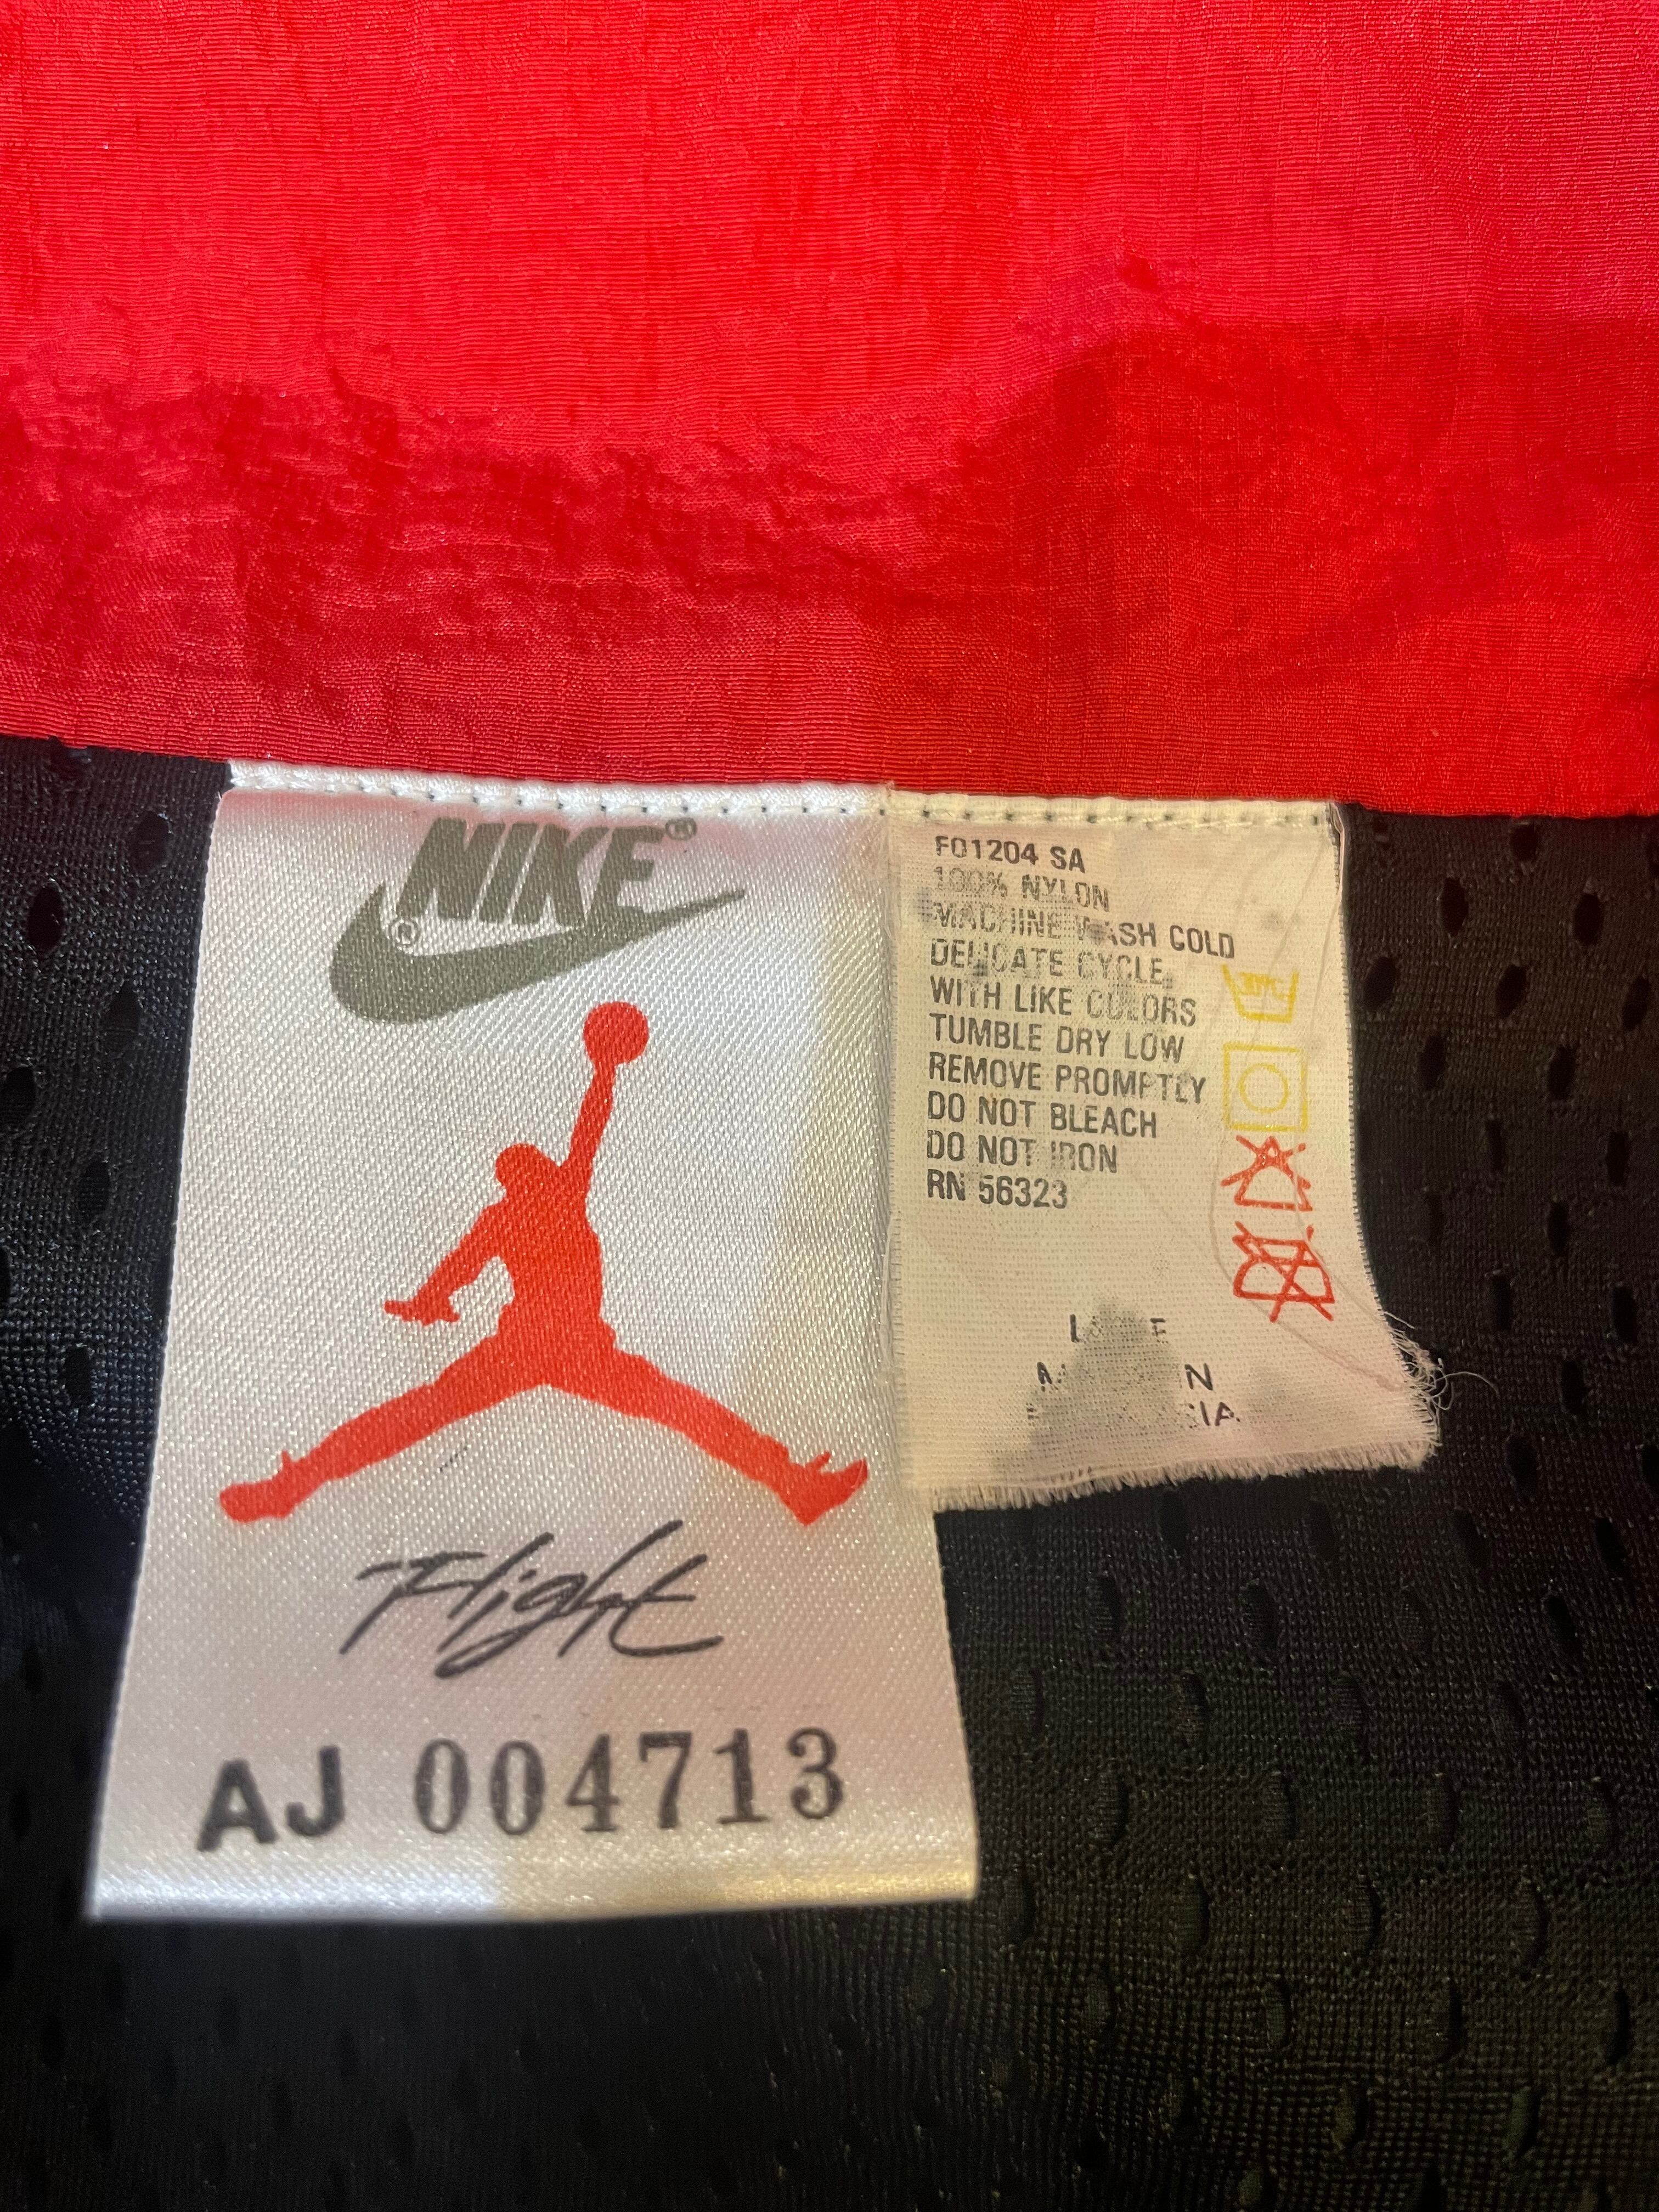 NIKE®
®
Flight
AJ 004713
F01204 SA
100% NYLON
MACHINE WASH COLD
DELICATE CYCLE
WITH LIKE COLORS
TUMBLE DRY LOW
REMOVE PROMPTLY
DO NOT BLEACH
DO NOT IRON
RN 56323